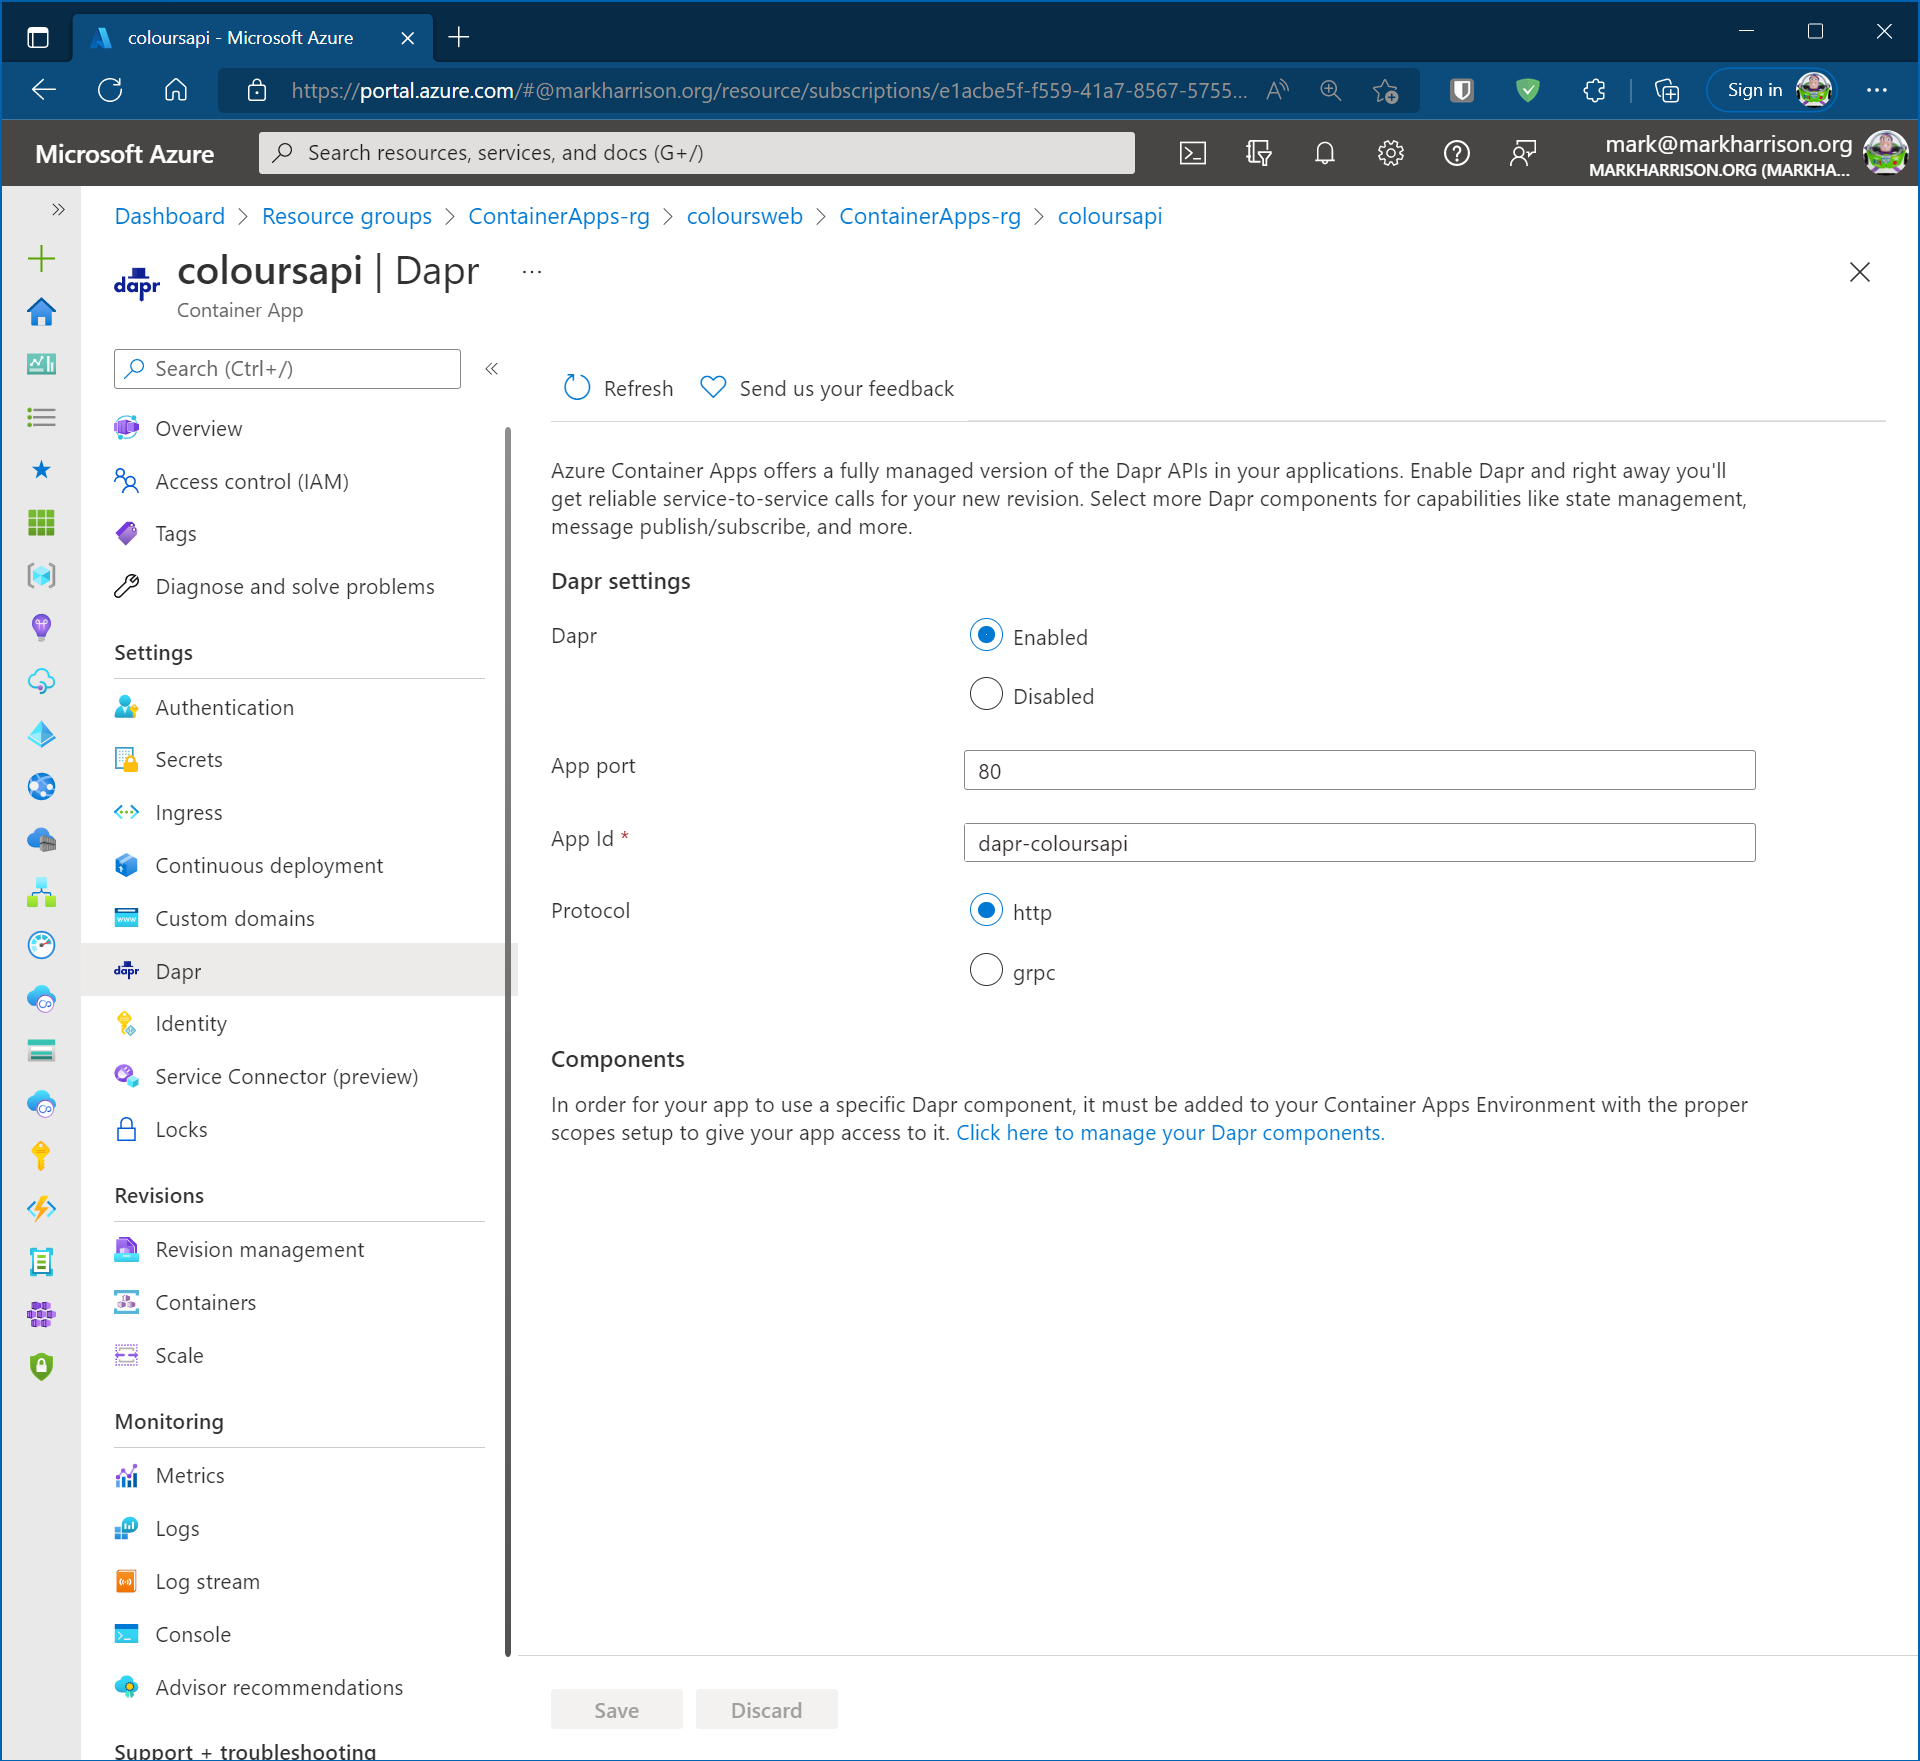 coloursapi - Microsoft Azure
https://portal.azure.com/#@markharrison.org/resource/subscriptions/e1acbe5f-f559-41a7-8567-5755...
Sign in
Microsoft Azure
Search resources, services, and docs (G+/)
mark@markharrison.org
MARKHARRISON.ORG (MARKHA...
Dashboard > Resource groups > ContainerApps-rg > coloursweb > ContainerApps-rg > coloursapi
dapr
coloursapi | Dapr ...
Container App
Search (Ctrl+/)
Overview
Access control (IAM)
Tags
Diagnose and solve problems
Settings
Authentication
Secrets
Ingress
Continuous deployment
Custom domains
dapr Dapr
Identity
Service Connector (preview)
Locks
Revisions
Revision management
Containers
Scale
Monitoring
Metrics
Logs
Log stream
Console
Advisor recommendations
Support + troubleshooting
Refresh
Send us your feedback
Azure Container Apps offers a fully managed version of the Dapr APIs in your applications. Enable Dapr and right away you'll
get reliable service-to-service calls for your new revision. Select more Dapr components for capabilities like state management,
message publish/subscribe, and more.
Dapr settings
Dapr
Enabled
Disabled
App port
80
App Id *
dapr-coloursapi
Protocol
http
grpc
Components
In order for your app to use a specific Dapr component, it must be added to your Container Apps Environment with the proper
scopes setup to give your app access to it. Click here to manage your Dapr components.
Save
Discard